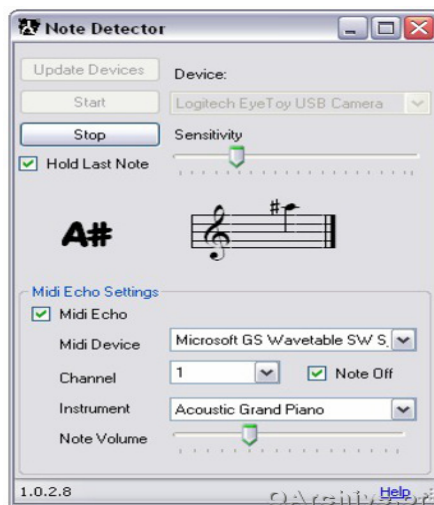 Note Detector
Update Devices
Device:
Start
Logitech EyeToy USB Camera
Stop
Sensitivity
Hold Last Note
A#
#
Midi Echo Settings
Midi Echo
Midi Device
Microsoft GS Wavetable SW S
Channel
1
Note Off
Instrument
Acoustic Grand Piano
Note Volume
1.0.2.8
Help
QArchive.org